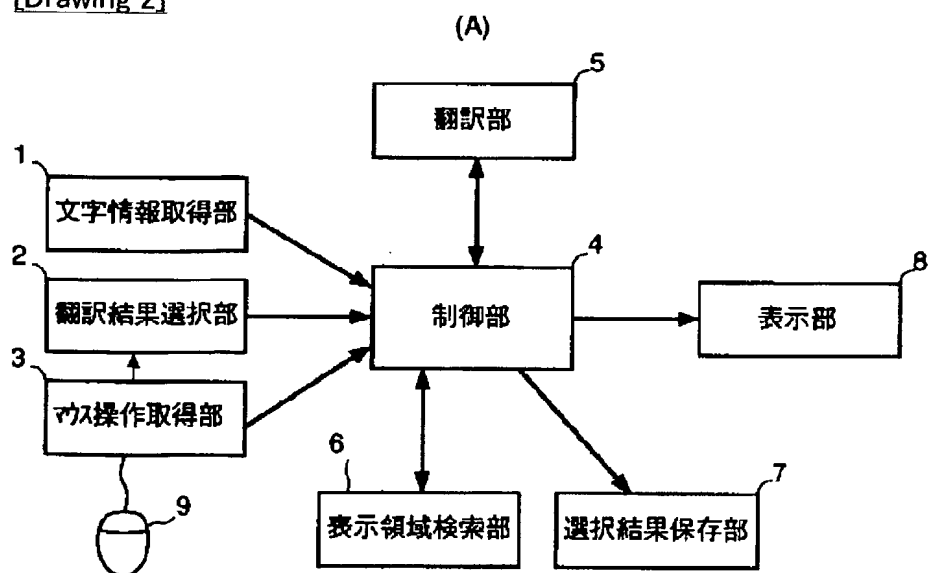 [Drawing 2]
(A)
5
翻訳部
1
文字情報取得部
2
翻訳結果選択部
4
制御部
8
表示部
3
マウス操作取得部
9
6
表示領域検索部
7
選択結果保存部